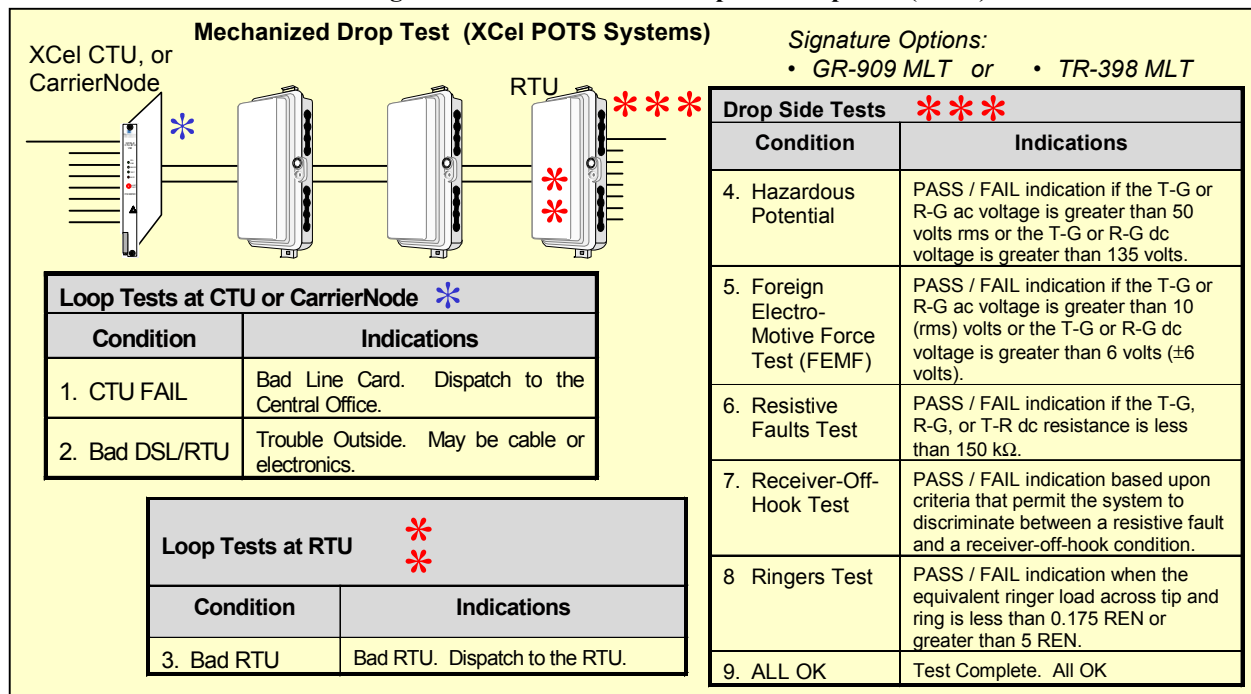 Mechanized Drop Test (XCel POTS Systems)
XCel CTU, or
CarrierNode
RTU
***
*
*
*
Signature Options:
• GR-909 MLT or • TR-398 MLT
Loop Tests at CTU or CarrierNode *
Condition Indications
1. CTU FAIL Bad Line Card. Dispatch to the
Central Office.
2. Bad DSL/RTU Trouble Outside. May be cable or
electronics.
Loop Tests at RTU *
*
Condition Indications
3. Bad RTU Bad RTU. Dispatch to the RTU.
Drop Side Tests ***
Condition Indications
4. Hazardous
Potential
PASS / FAIL indication if the T-G or
R-G ac voltage is greater than 50
volts rms or the T-G or R-G dc
voltage is greater than 135 volts.
5. Foreign
Electro-
Motive Force
Test (FEMF)
PASS / FAIL indication if the T-G or
R-G ac voltage is greater than 10
(rms) volts or the T-G or R-G dc
voltage is greater than 6 volts (±6
volts).
6. Resistive
Faults Test
PASS / FAIL indication if the T-G,
R-G, or T-R dc resistance is less
than 150 kΩ.
7. Receiver-Off-
Hook Test
PASS / FAIL indication based upon
criteria that permit the system to
discriminate between a resistive fault
and a receiver-off-hook condition.
8 Ringers Test
PASS / FAIL indication when the
equivalent ringer load across tip and
ring is less than 0.175 REN or
greater than 5 REN.
9. ALL OK Test Complete. All OK